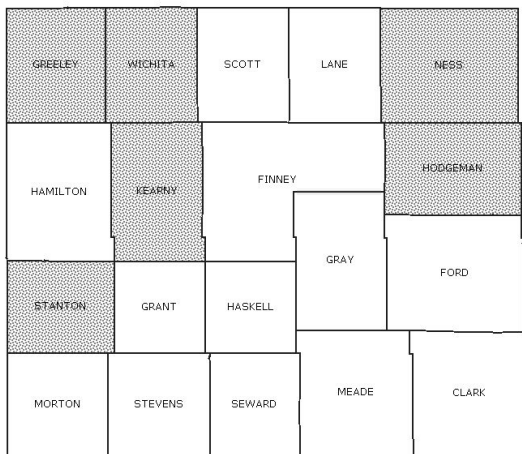 GREELEY
WICHITA
SCOTT
LANE
NESS
HAMILTON
KEARNY
FINNEY
HODGEMAN
GRAY
FORD
STANTON
GRANT
HASKELL
MORTON
STEVENS
SEWARD
MEADE
CLARK